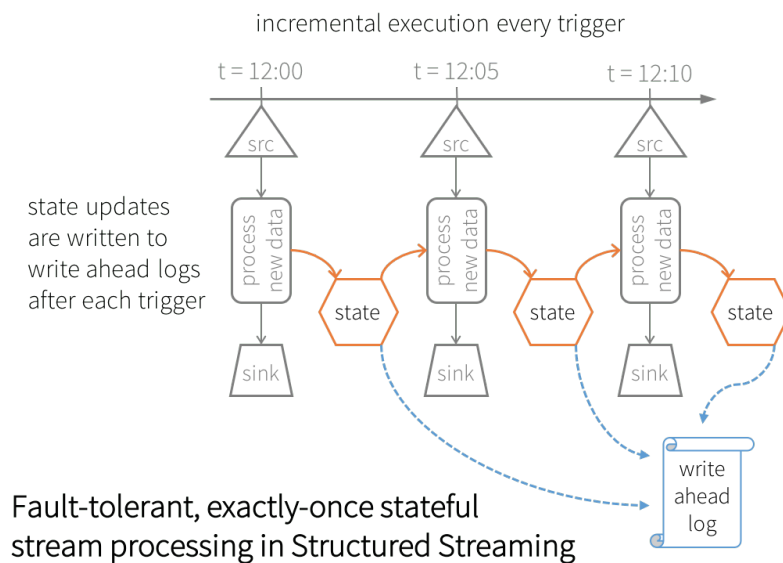 incremental execution every trigger
t = 12:00
t = 12:05
t = 12:10
src
src
src
state updates
are written to
write ahead logs
after each trigger
process
new data
process
new data
process
new data
state
state
state
sink
sink
sink
write
ahead
log
Fault-tolerant, exactly-once stateful
stream processing in Structured Streaming